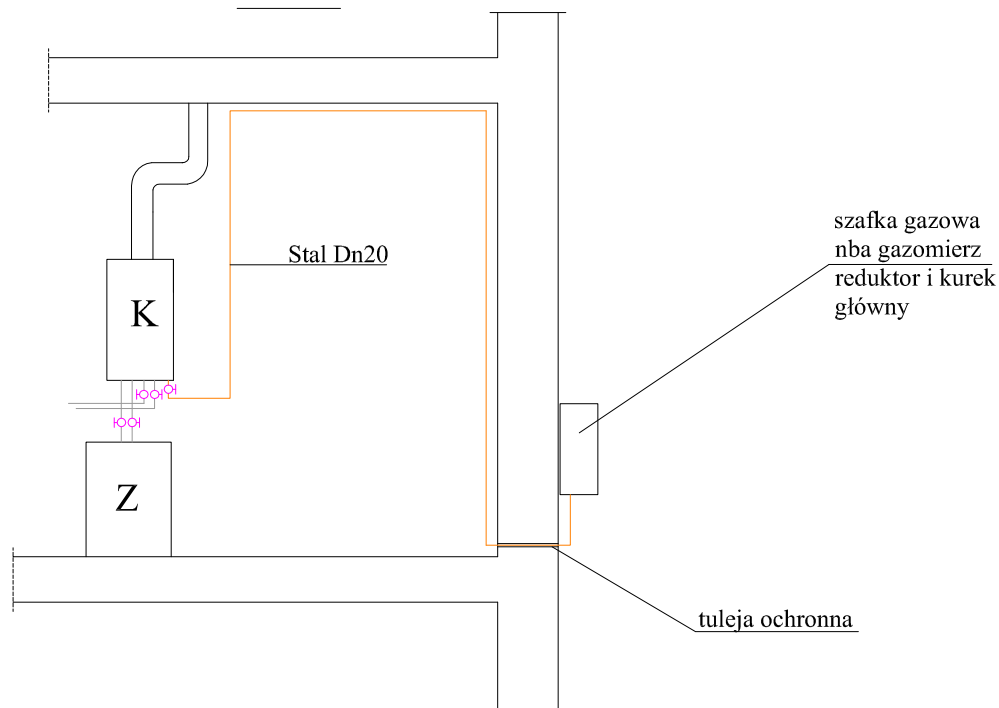 szafka gazowa
nba gazomierz
reduktor i kurek
główny
Stal Dn20
K
Z
tuleja ochronna